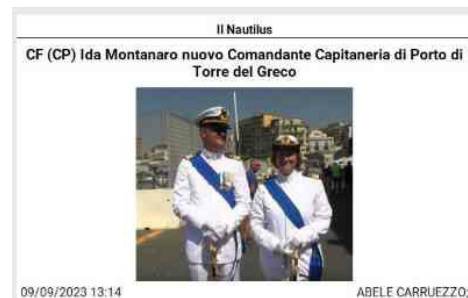 Il Nautilus
CF (CP) Ida Montanaro nuovo Comandante Capitaneria di Porto di
Torre del Greco
09/09/2023 13:14
ABELE CARRUEZZO;